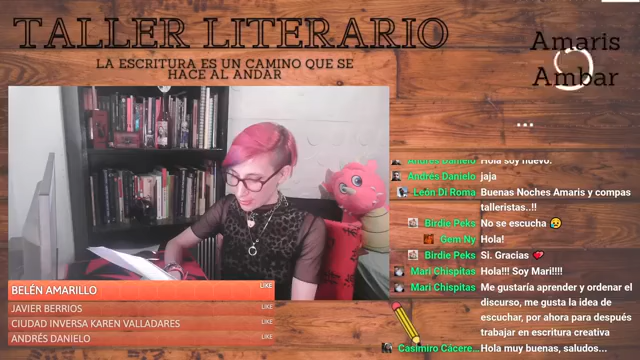 TALLER LITERARIO
LA ESCRITURA ES UN CAMINO QUE SE
HACE AL ANDAR
Amaris
Ambar
...
Andrés Danielo Hola soy nuevo.
Andrés Danielo jaja
León Di Roma Buenas Noches Amaris y compas
talleristas..!!
Birdie Peks No se escucha 😢
Gem Ny Hola!
Birdie Peks Si. Gracias 💕
Mari Chispitas Hola!!! Soy Mari!!!!
Mari Chispitas Me gustaría aprender y ordenar el
discurso, me gusta la idea de
escuchar, por ahora para después
trabajar en escritura creativa
Casimiro Cácere... Hola muy buenas, saludos...
BELÉN AMARILLO LIKE
JAVIER BERRIOS LIKE
CIUDAD INVERSA KAREN VALLADARES LIKE
ANDRÉS DANIELO LIKE